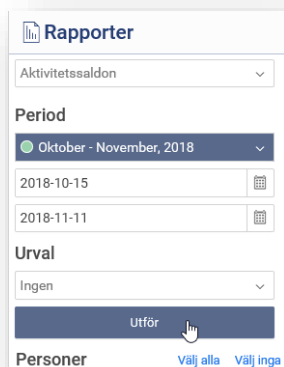 Rapporter
Aktivitetssaldon
Period
Oktober - November, 2018
2018-10-15
2018-11-11
Urval
Ingen
Utför
Personer Välj alla Välj inga